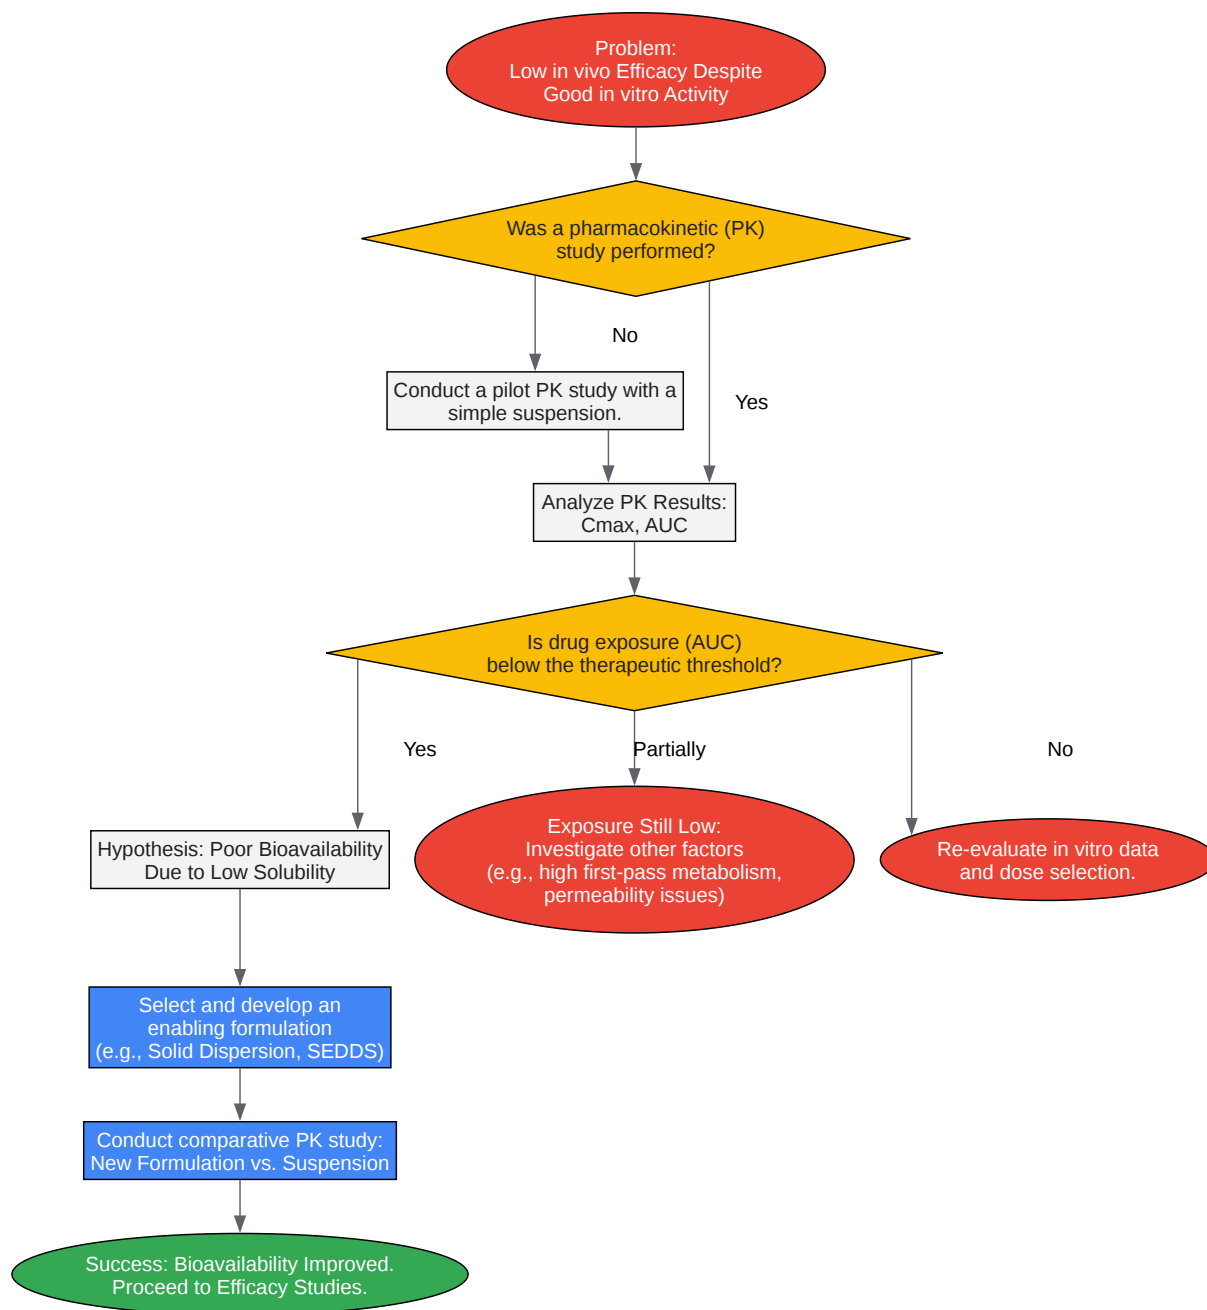 Problem:
Low in vivo Efficacy Despite
Good in vitro Activity
Was a pharmacokinetic (PK)
study performed?
No
Conduct a pilot PK study with a
simple suspension.
Yes
Analyze PK Results:
Cmax, AUC
Is drug exposure (AUC)
below the therapeutic threshold?
Yes
Partially
No
Hypothesis: Poor Bioavailability
Due to Low Solubility
Exposure Still Low:
Investigate other factors
(e.g., high first-pass metabolism,
permeability issues)
Re-evaluate in vitro data
and dose selection.
Select and develop an
enabling formulation
(e.g., Solid Dispersion, SEDDS)
Conduct comparative PK study:
New Formulation vs. Suspension
Success: Bioavailability Improved.
Proceed to Efficacy Studies.